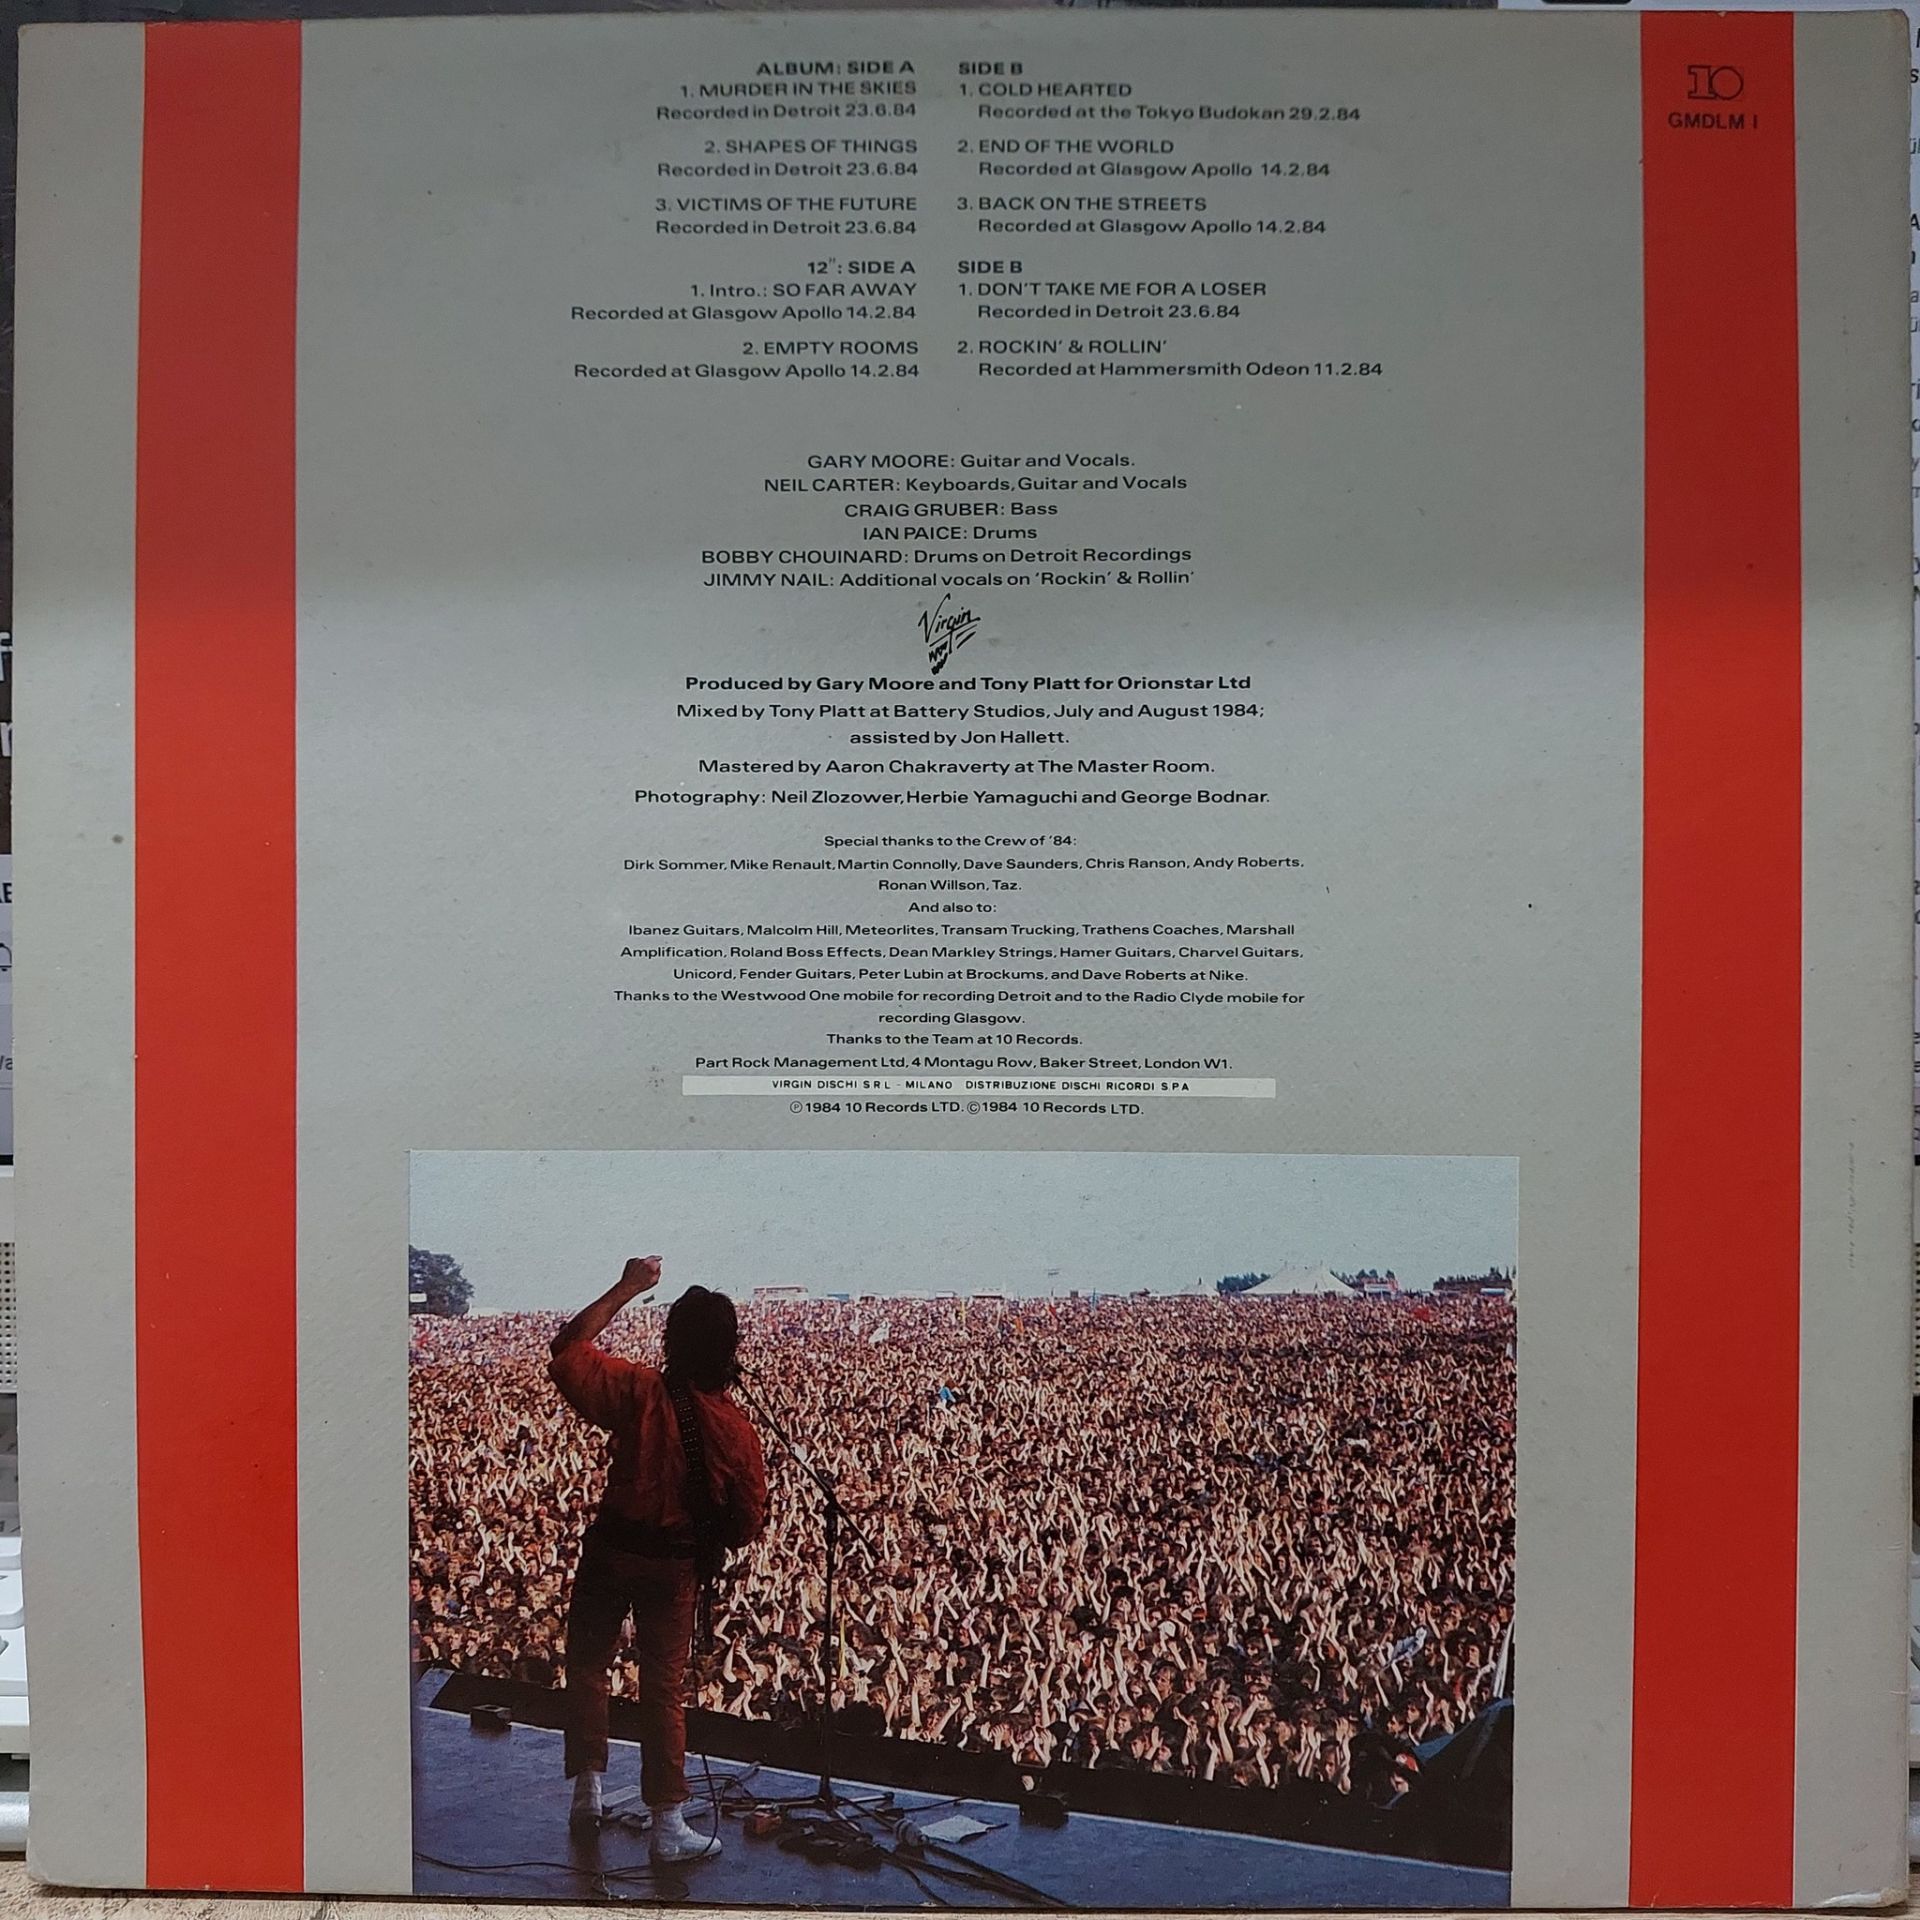 ALBUM: SIDE A
1. MURDER IN THE SKIES
Recorded in Detroit 23.6.84
2. SHAPES OF THINGS
Recorded in Detroit 23.6.84
3. VICTIMS OF THE FUTURE
Recorded in Detroit 23.6.84
SIDE B
1. COLD HEARTED
Recorded at the Tokyo Budokan 29.2.84
2. END OF THE WORLD
Recorded at Glasgow Apollo 14.2.84
3. BACK ON THE STREETS
Recorded at Glasgow Apollo 14.2.84
12": SIDE A
1. Intro.: SO FAR AWAY
Recorded at Glasgow Apollo 14.2.84
2. EMPTY ROOMS
Recorded at Glasgow Apollo 14.2.84
SIDE B
1. DON'T TAKE ME FOR A LOSER
Recorded in Detroit 23.6.84
2. ROCKIN' & ROLLIN'
Recorded at Hammersmith Odeon 11.2.84
10
GMDLM 1
GARY MOORE: Guitar and Vocals.
NEIL CARTER: Keyboards, Guitar and Vocals
CRAIG GRUBER: Bass
IAN PAICE: Drums
BOBBY CHOUINARD: Drums on Detroit Recordings
JIMMY NAIL: Additional vocals on 'Rockin' & Rollin'
Virgin
Produced by Gary Moore and Tony Platt for Orionstar Ltd
Mixed by Tony Platt at Battery Studios, July and August 1984;
assisted by Jon Hallett.
Mastered by Aaron Chakraverty at The Master Room.
Photography: Neil Zlozower, Herbie Yamaguchi and George Bodnar.
Special thanks to the Crew of '84:
Dirk Sommer, Mike Renault, Martin Connolly, Dave Saunders, Chris Ranson, Andy Roberts,
Ronan Willson, Taz.
And also to:
Ibanez Guitars, Malcolm Hill, Meteorlites, Transam Trucking, Trathens Coaches, Marshall
Amplification, Roland Boss Effects, Dean Markley Strings, Hamer Guitars, Charvel Guitars,
Unicord, Fender Guitars, Peter Lubin at Brockums, and Dave Roberts at Nike.
Thanks to the Westwood One mobile for recording Detroit and to the Radio Clyde mobile for
recording Glasgow.
Thanks to the Team at 10 Records.
Part Rock Management Ltd, 4 Montagu Row, Baker Street, London W1.
VIRGIN DISCHI S R L - MILANO DISTRIBUZIONE DISCHI RICORDI S.P.A
℗ 1984 10 Records LTD. © 1984 10 Records LTD.